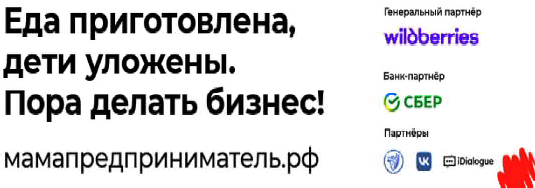 Еда приготовлена,
дети уложены.
Пора делать бизнес!
мамапредприниматель.рф
Генеральный партнёр
wildberries
Банк-партнёр
СБЕР
Партнёры
iDialogue